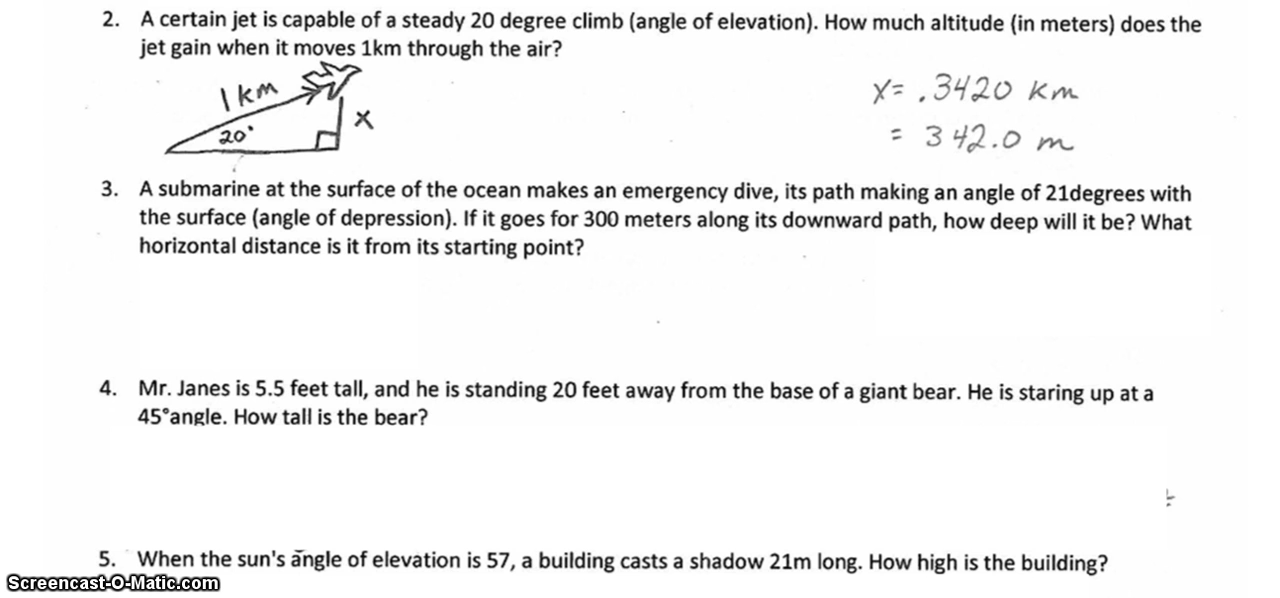 2. A certain jet is capable of a steady 20 degree climb (angle of elevation). How much altitude (in meters) does the
jet gain when it moves 1km through the air?
1 km
20°
x
x= .3420 km
= 342.0 m
3. A submarine at the surface of the ocean makes an emergency dive, its path making an angle of 21degrees with
the surface (angle of depression). If it goes for 300 meters along its downward path, how deep will it be? What
horizontal distance is it from its starting point?
4. Mr. Janes is 5.5 feet tall, and he is standing 20 feet away from the base of a giant bear. He is staring up at a
45°angle. How tall is the bear?
5. When the sun's angle of elevation is 57, a building casts a shadow 21m long. How high is the building?
Screencast-O-Matic.com